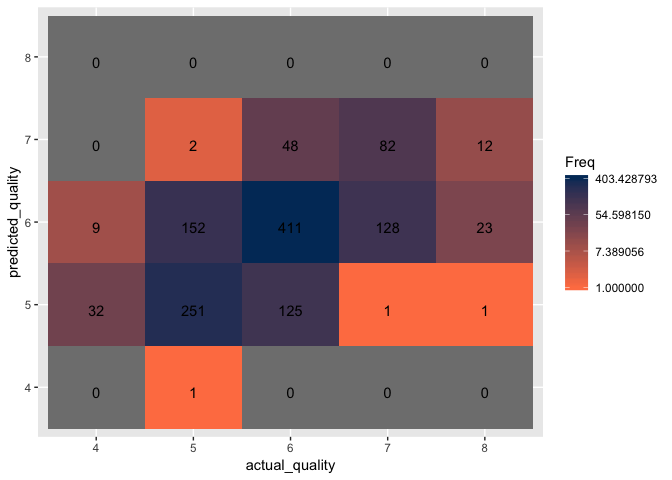 8 0 0 0 0 0
7 0 2 48 82 12
6 9 152 411 128 23
5 32 251 125 1 1
4 0 1 0 0 0
4 5 6 7 8
actual_quality
predicted_quality
Freq
403.428793
54.598150
7.389056
1.000000